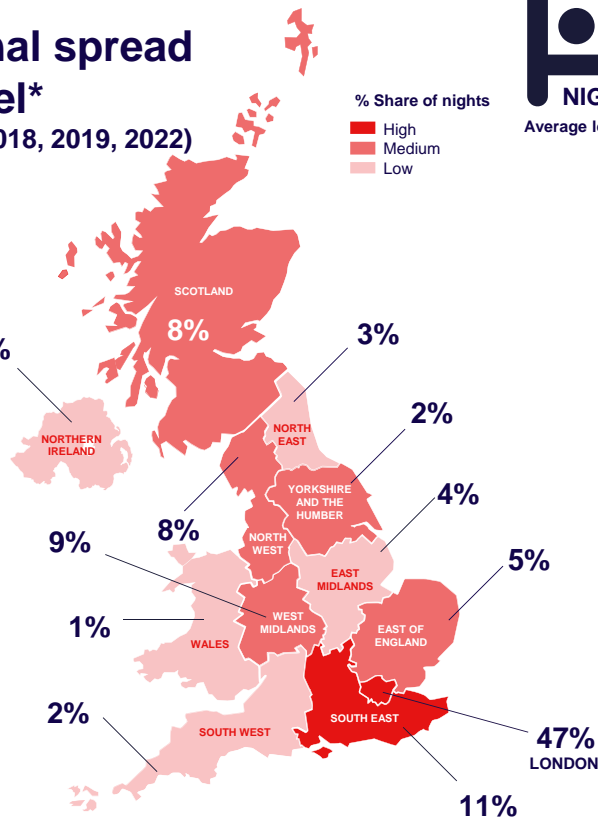 nal spread
el*
018, 2019, 2022)
% Share of nights
High
Medium
Low
NIG
Average le
SCOTLAND
8%
%
3%
NORTHERN
IRELAND
NORTH
EAST
2%
YORKSHIRE
AND THE
HUMBER
4%
8%
NORTH
WEST
9%
EAST
MIDLANDS
5%
1%
WEST
MIDLANDS
EAST OF
ENGLAND
WALES
2%
SOUTH WEST
SOUTH EAST
47%
LONDON
11%